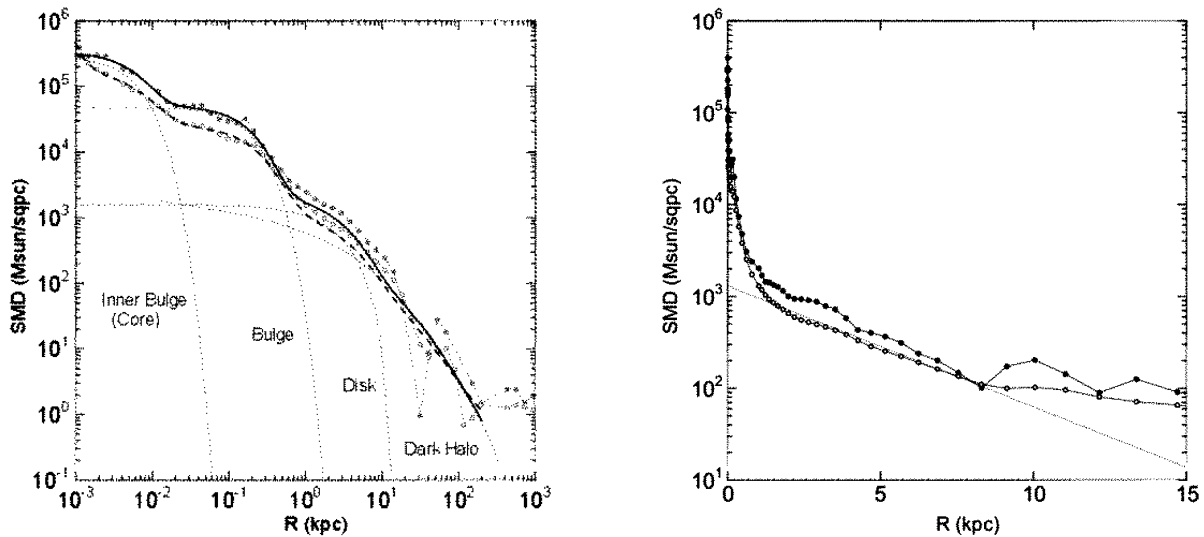 10^6
10^5
10^4
10^3
10^2
10^1
10^0
10^-1
SMD (Msun/sqpc)
Inner Bulge
(Core)
Bulge
Disk
Dark Halo
10^-3 10^-2 10^-1 10^0 10^1 10^2 10^3
R (kpc)
10^6
10^5
10^4
10^3
10^2
10^1
SMD (Msun/sqpc)
0 5 10 15
R (kpc)